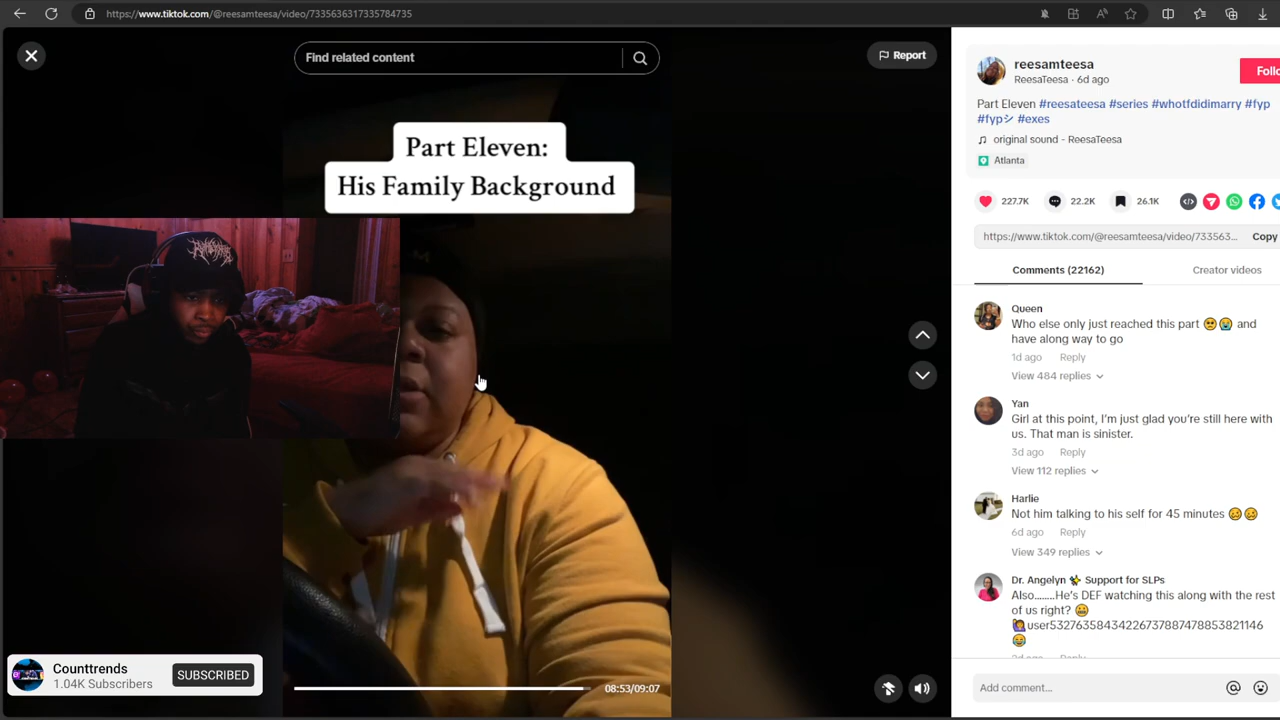 https://www.tiktok.com/@reesamteesa/video/7335636317335784735
Find related content
Report
Part Eleven:
His Family Background
Counttrends
1.04K Subscribers
SUBSCRIBED
08:53/09:07
reesamteesa
ReesaTeesa · 6d ago
Follo
Part Eleven #reesateesa #series #whotfdidimarry #fyp
#fypシ #exes
original sound - ReesaTeesa
Atlanta
227.7K
22.2K
26.1K
https://www.tiktok.com/@reesamteesa/video/733563...
Copy
Comments (22162)
Creator videos
Queen
Who else only just reached this part 🥺😭 and
have along way to go
1d ago Reply
View 484 replies
Yan
Girl at this point, I'm just glad you're still here with
us. That man is sinister.
3d ago Reply
View 112 replies
Harlie
Not him talking to his self for 45 minutes 😖😖
6d ago Reply
View 349 replies
Dr. Angelyn ✨ Support for SLPs
Also........He's DEF watching this along with the rest
of us right? 😬
🙋‍♀️user5327635843422673788747885382​1146
😂
Add comment...